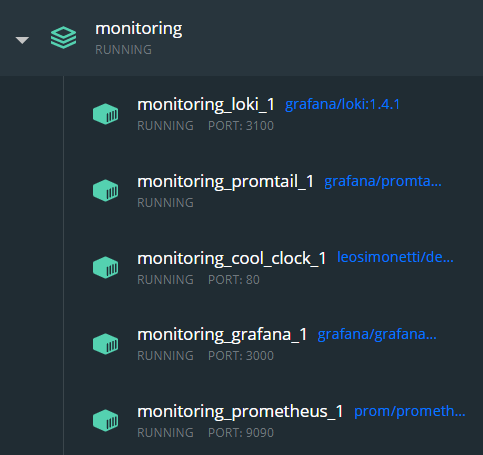 monitoring
RUNNING
monitoring_loki_1 grafana/loki:1.4.1
RUNNING PORT: 3100
monitoring_promtail_1 grafana/promta...
RUNNING
monitoring_cool_clock_1 leosimonetti/de...
RUNNING PORT: 80
monitoring_grafana_1 grafana/grafana...
RUNNING PORT: 3000
monitoring_prometheus_1 prom/prometh...
RUNNING PORT: 9090